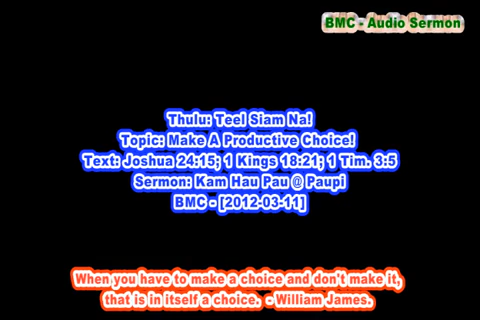 BMC - Audio Sermon
Thulu: Teel Siam Na!
Topic: Make A Productive Choice!
Text: Joshua 24:15; 1 Kings 18:21; 1 Tim. 3:5
Sermon: Kam Hau Pau @ Paupi
BMC - [2012-03-11]
When you have to make a choice and don't make it,
that is in itself a choice. - William James.